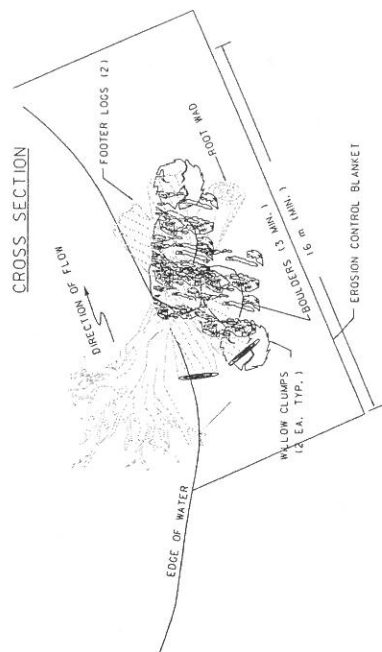 CROSS SECTION
DIRECTION OF FLOW
FOOTER LOGS (2)
ROOT WAD
BOULDERS (3 MIN.)
16 m (MIN.)
EROSION CONTROL BLANKET
WILLOW CLUMPS
(2 EA. TYP.)
EDGE OF WATER